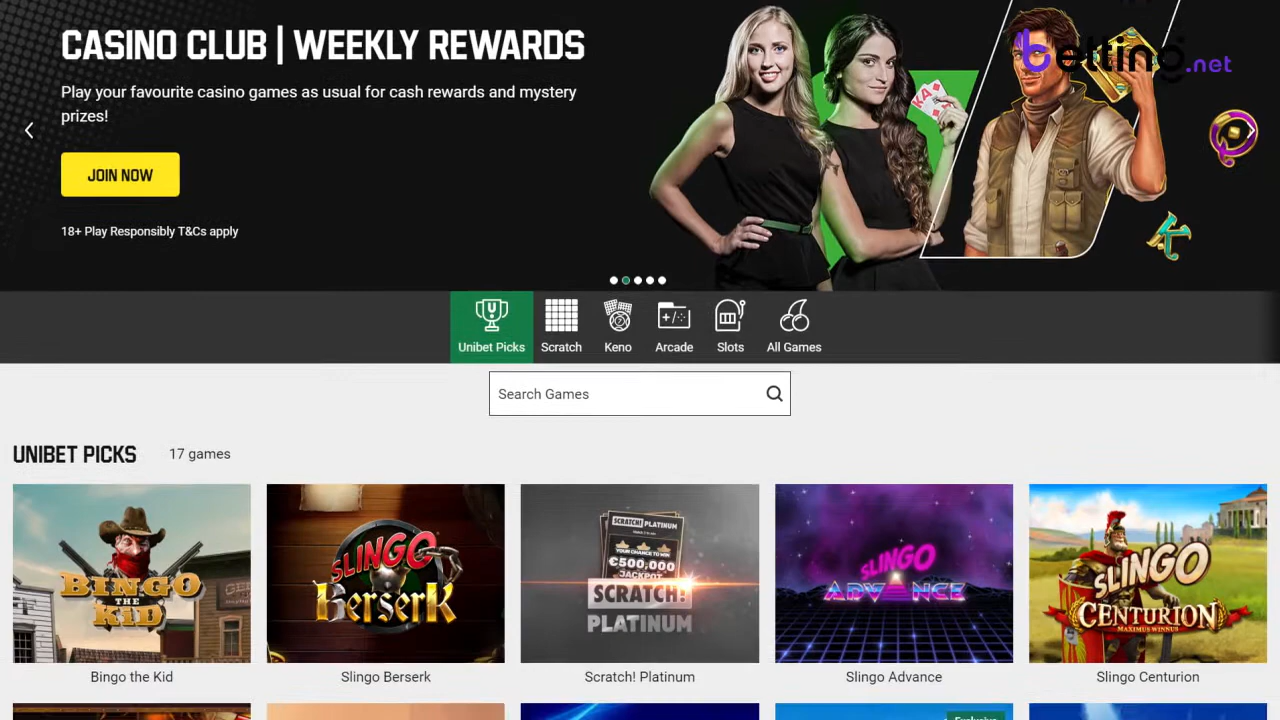 CASINO CLUB | WEEKLY REWARDS
betting.net
Play your favourite casino games as usual for cash rewards and mystery
prizes!
JOIN NOW
18+ Play Responsibly T&Cs apply
Unibet Picks
Scratch
Keno
Arcade
Slots
All Games
Search Games
UNIBET PICKS
17 games
BINGO
THE
KID
SLINGO
BERSERK
SCRATCH! PLATINUM
YOUR CHANCE TO WIN
€500,000
JACKPOT
SCRATCH!
PLATINUM
SLINGO
ADVANCE
SLINGO
CENTURION
MAXIMUS WINNUS
Bingo the Kid
Slingo Berserk
Scratch! Platinum
Slingo Advance
Slingo Centurion